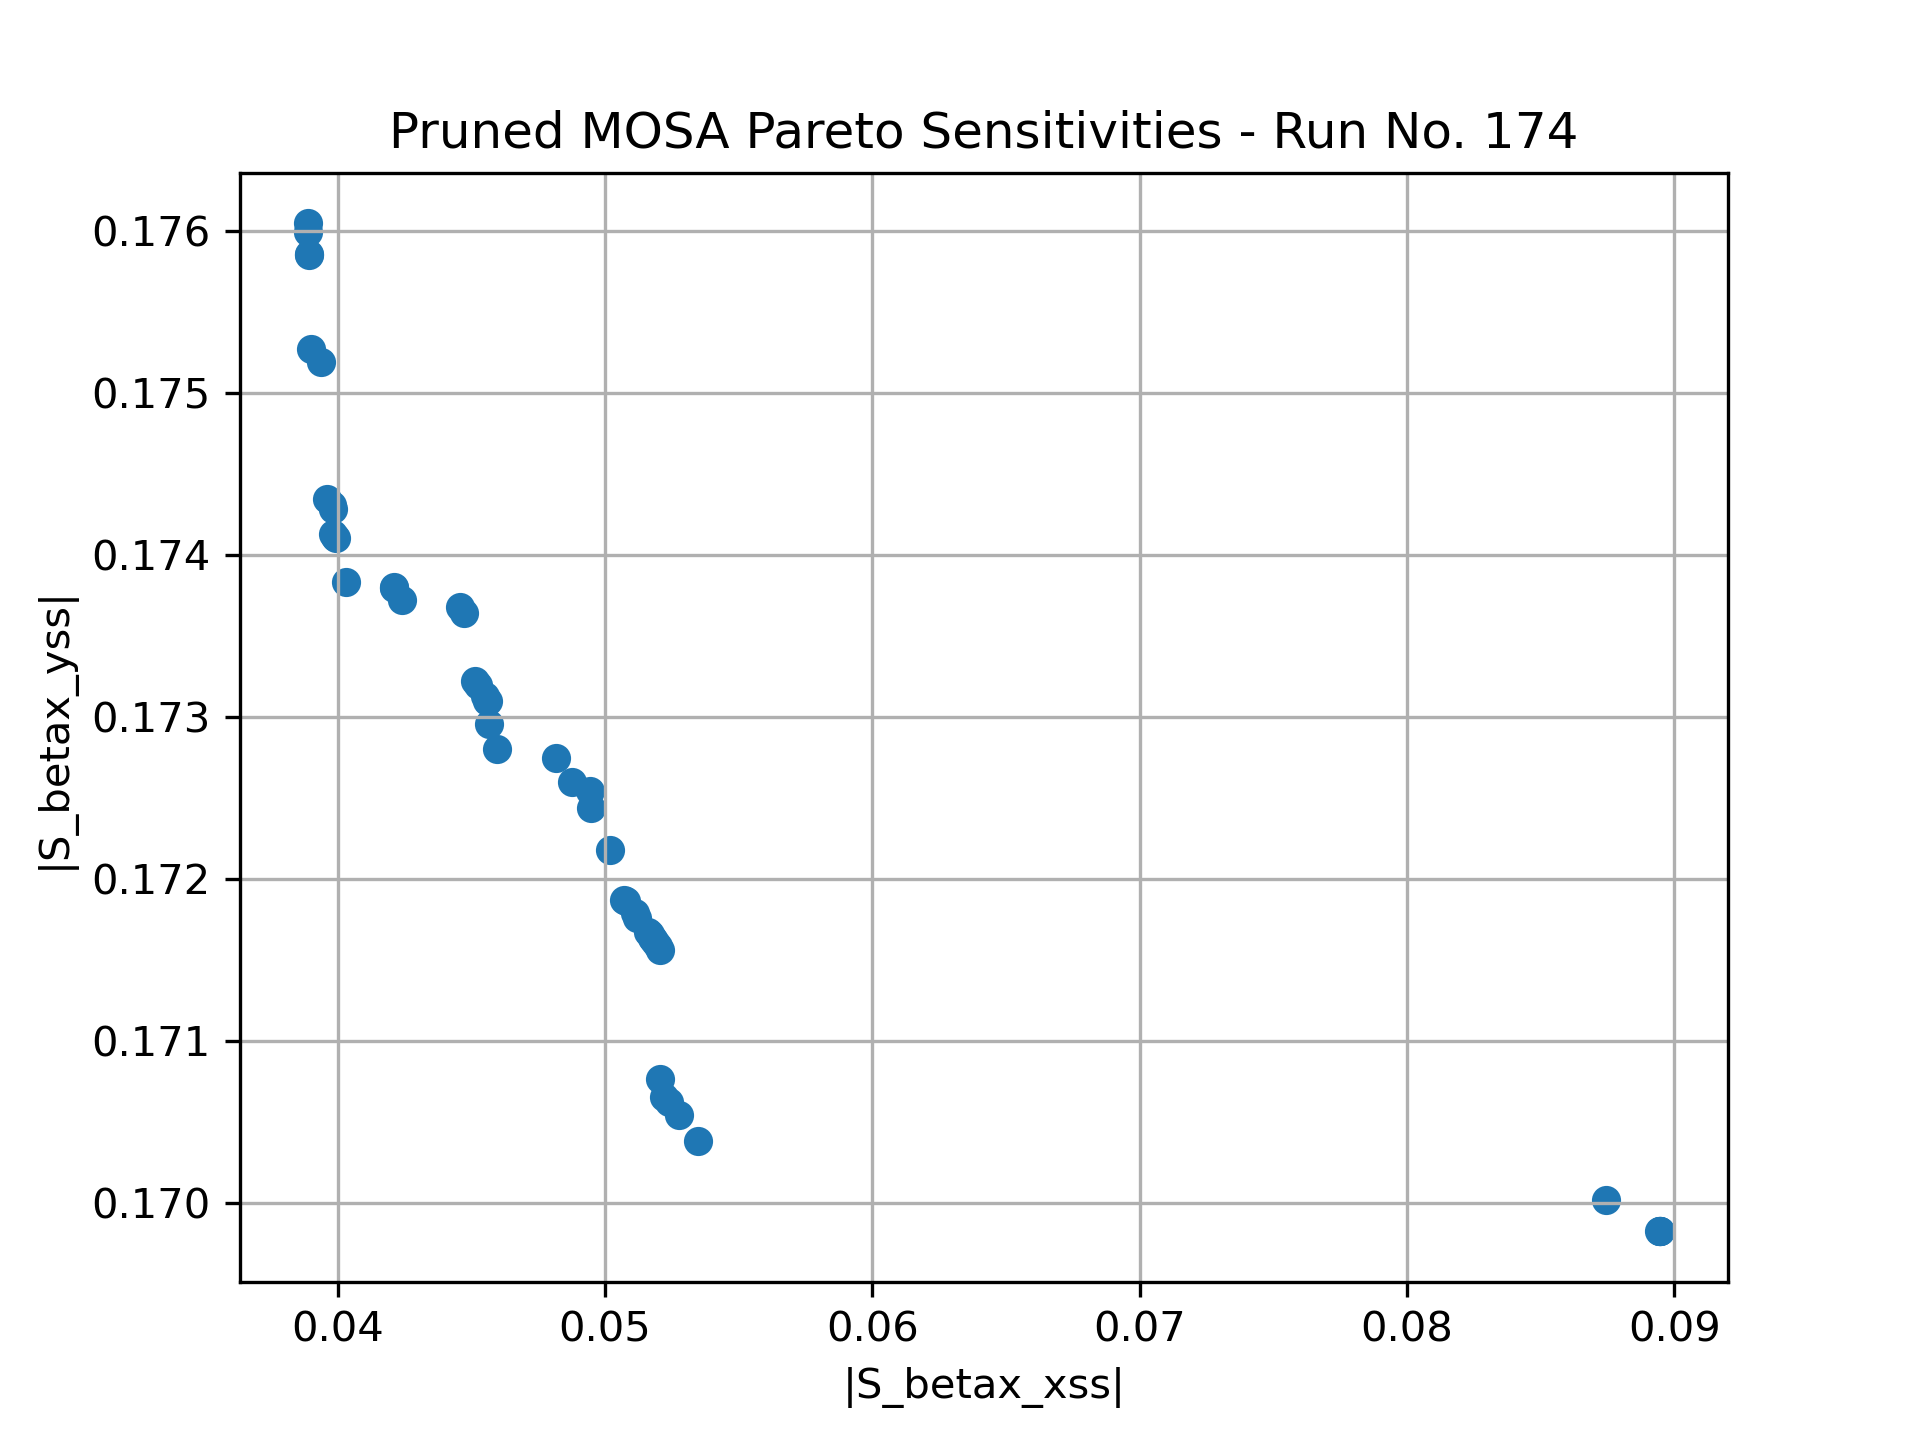 Pruned MOSA Pareto Sensitivities - Run No. 174
0.176
0.175
0.174
0.173
0.172
0.171
0.170
|S_betax_yss|
0.04 0.05 0.06 0.07 0.08 0.09
|S_betax_xss|